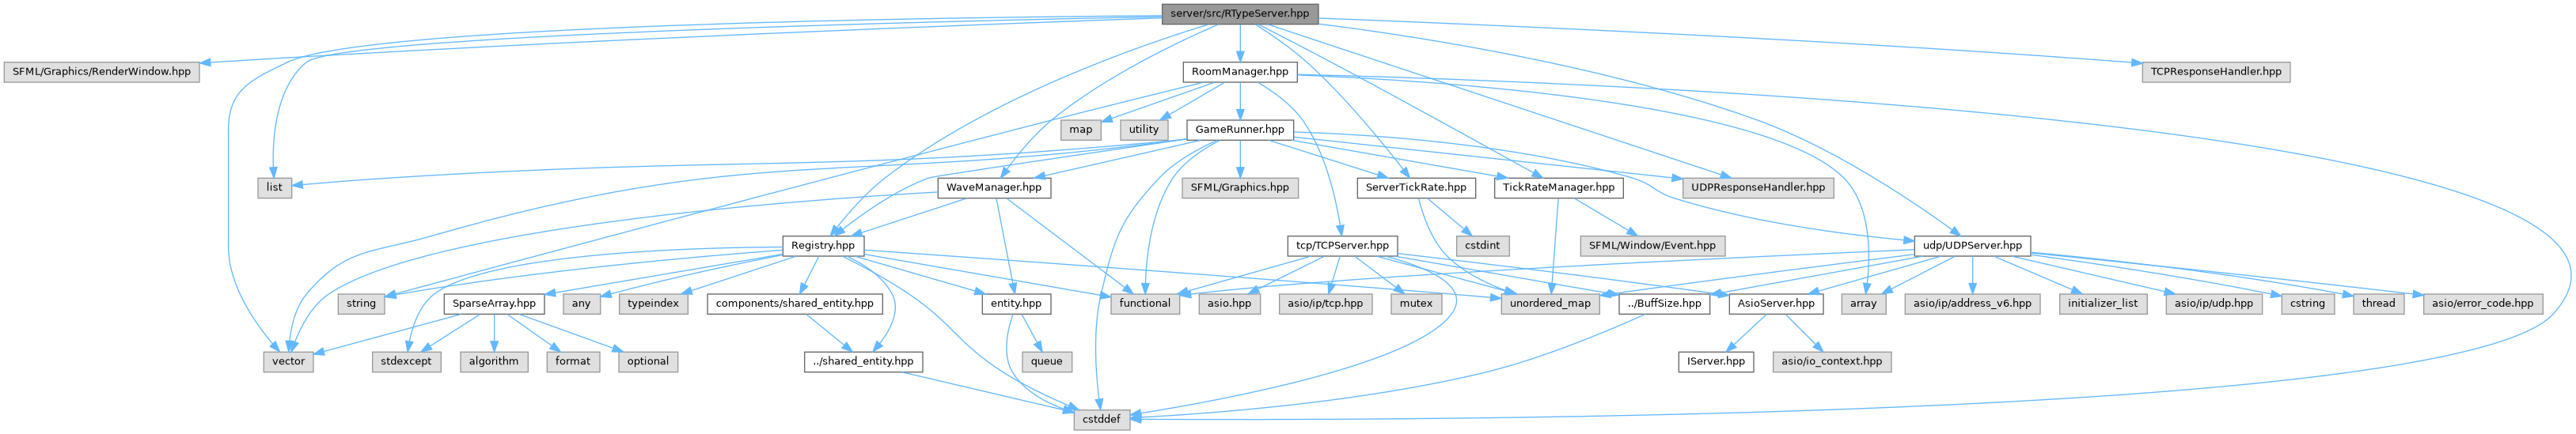 server/src/RTypeServer.hpp
SFML/Graphics/RenderWindow.hpp
RoomManager.hpp
TCPResponseHandler.hpp
map
utility
GameRunner.hpp
list
WaveManager.hpp
SFML/Graphics.hpp
ServerTickRate.hpp
TickRateManager.hpp
UDPResponseHandler.hpp
Registry.hpp
tcp/TCPServer.hpp
cstdint
SFML/Window/Event.hpp
udp/UDPServer.hpp
string
SparseArray.hpp
any
typeindex
components/shared_entity.hpp
entity.hpp
functional
asio.hpp
asio/ip/tcp.hpp
mutex
unordered_map
../BuffSize.hpp
AsioServer.hpp
array
asio/ip/address_v6.hpp
initializer_list
asio/ip/udp.hpp
cstring
thread
asio/error_code.hpp
vector
stdexcept
algorithm
format
optional
../shared_entity.hpp
queue
IServer.hpp
asio/io_context.hpp
cstddef